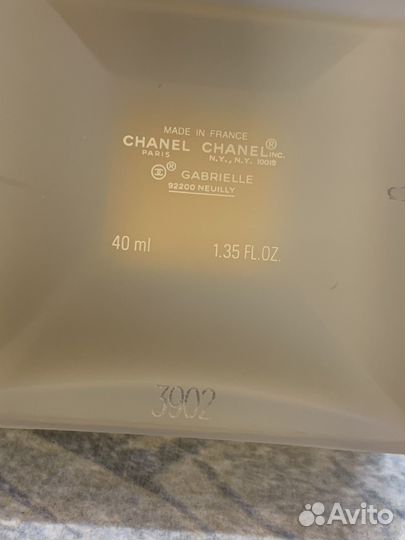 MADE IN FRANCE
CHANEL CHANEL® INC.
PARIS N.Y., N.Y. 10019
® GABRIELLE
92200 NEUILLY
40 ml 1.35 FL.OZ.
3902
Avito